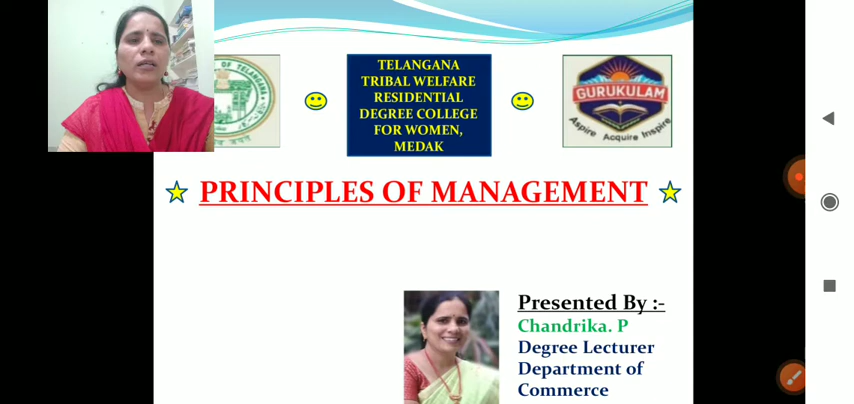 TELANGANA
TRIBAL WELFARE
RESIDENTIAL
DEGREE COLLEGE
FOR WOMEN,
MEDAK
GURUKULAM
Aspire Acquire Inspire
PRINCIPLES OF MANAGEMENT
Presented By :-
Chandrika. P
Degree Lecturer
Department of
Commerce